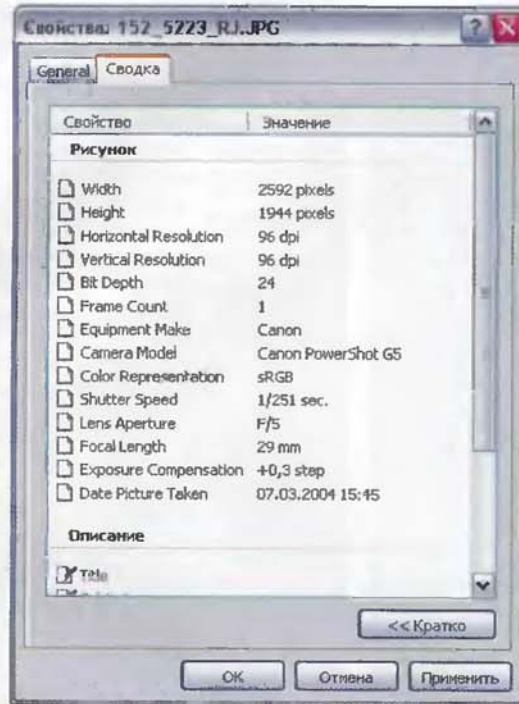 Свойства: 152_5223_RJ.JPG
General Сводка
Свойство Значение
Рисунок
Width 2592 pixels
Height 1944 pixels
Horizontal Resolution 96 dpi
Vertical Resolution 96 dpi
Bit Depth 24
Frame Count 1
Equipment Make Canon
Camera Model Canon PowerShot G5
Color Representation sRGB
Shutter Speed 1/251 sec.
Lens Aperture F/5
Focal Length 29 mm
Exposure Compensation +0,3 step
Date Picture Taken 07.03.2004 15:45
Описание
Title
<< Кратко
OK Отмена Применить